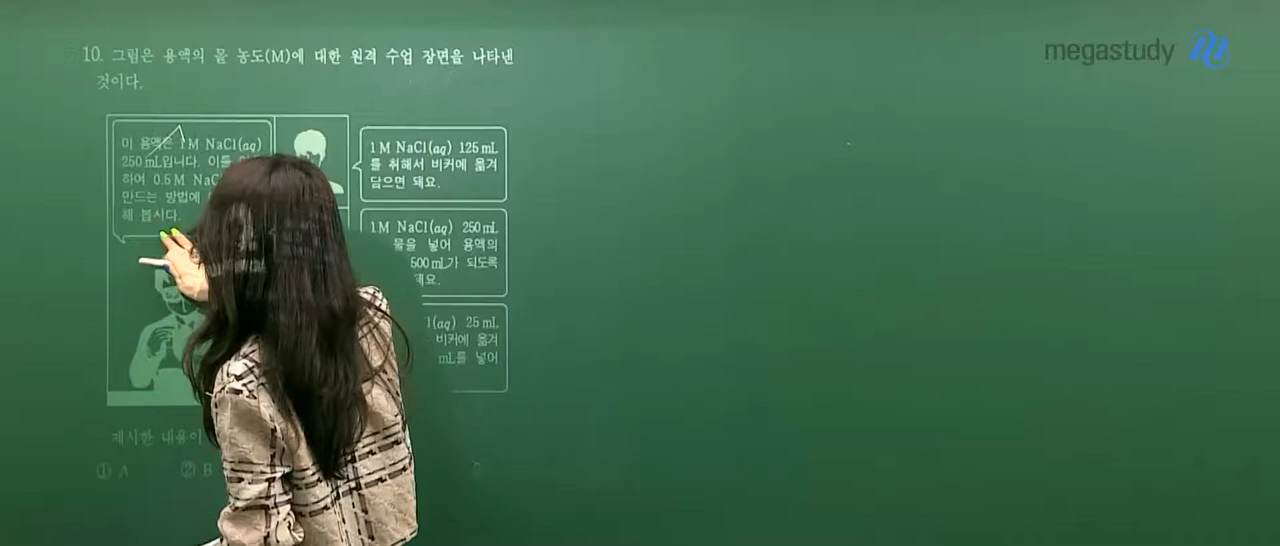 10. 그림은 용액의 몰 농도(M)에 대한 원격 수업 장면을 나타낸
것이다.
megastudy
이 용액은 1M NaCl(aq)
250 mL입니다. 이를
하여 0.5M
만드는 방법에
해 봅시다.
1M NaCl(aq) 125 mL
를 취해서 비커에 옮겨
담으면 돼요.
1M NaCl(aq) 250 mL
물을 넣어 용액의
500 mL가 되도록
(aq) 25 mL
비커에 옮겨
mL를 넣어
제시한 내용이
① A ② B